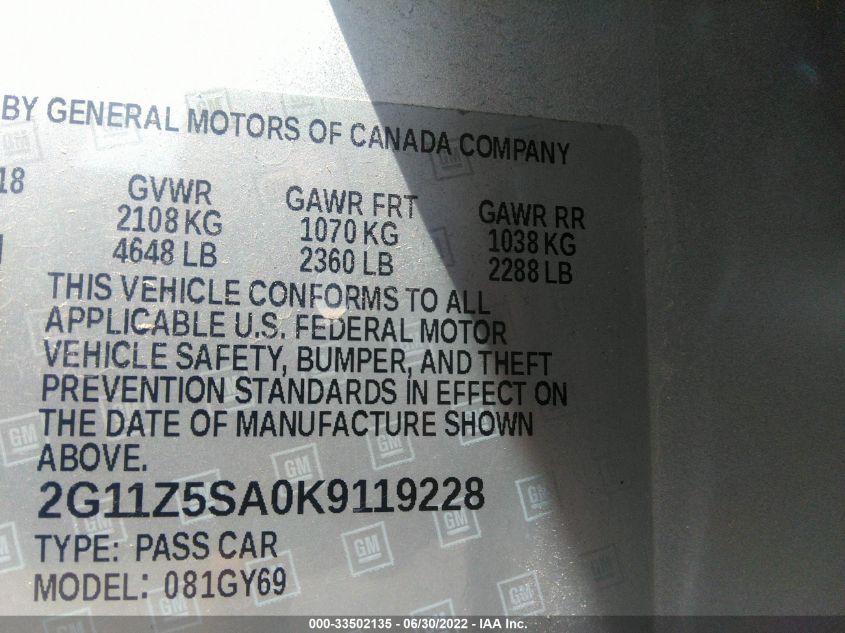 BY GENERAL MOTORS OF CANADA COMPANY
18 GVWR GAWR FRT GAWR RR
2108 KG 1070 KG 1038 KG
4648 LB 2360 LB 2288 LB
THIS VEHICLE CONFORMS TO ALL
APPLICABLE U.S. FEDERAL MOTOR
VEHICLE SAFETY, BUMPER, AND THEFT
PREVENTION STANDARDS IN EFFECT ON
THE DATE OF MANUFACTURE SHOWN
ABOVE.
2G11Z5SA0K9119228
TYPE: PASS CAR
MODEL: 081GY69
GM
000-33502135 - 06/30/2022 - IAA Inc.